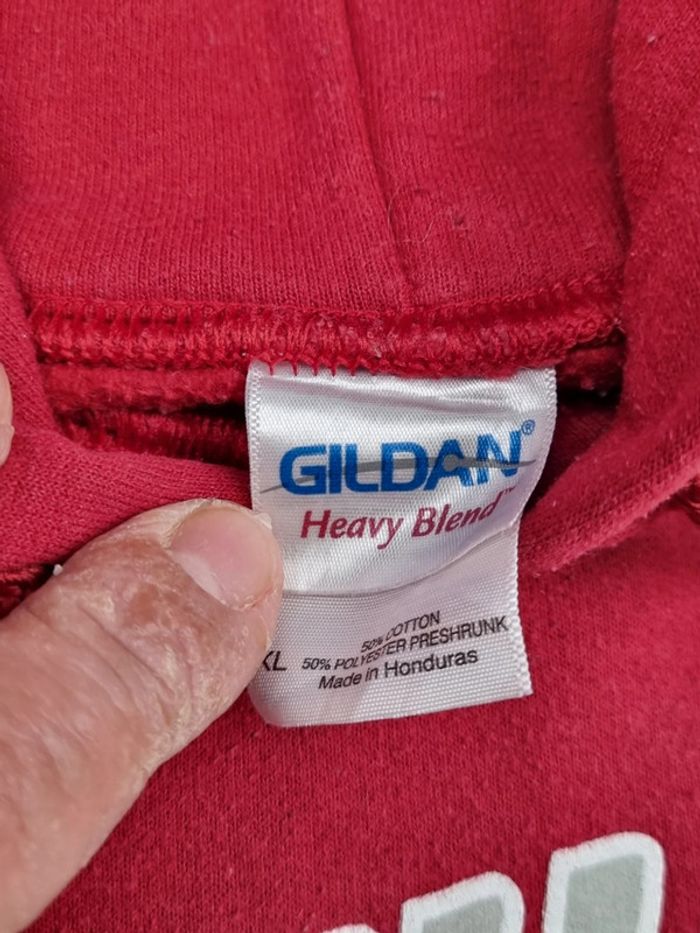 GILDAN®
Heavy Blend™
50% COTTON
XL 50% POLYESTER PRESHRUNK
Made in Honduras